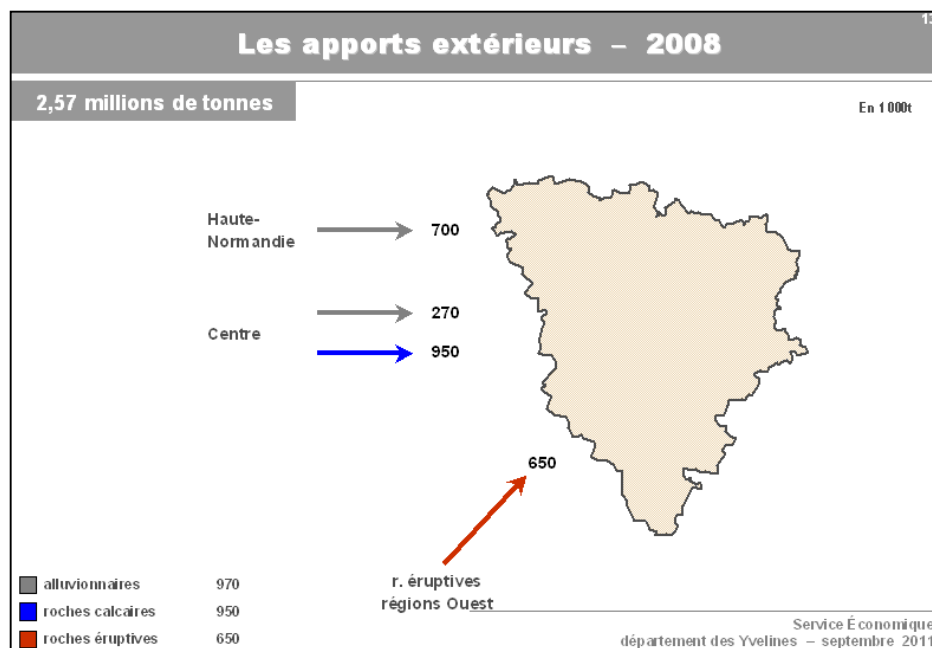 13
Les apports extérieurs – 2008
2,57 millions de tonnes
En 1000t
Haute-
Normandie
700
270
Centre
950
650
r. éruptives
régions Ouest
alluvionnaires 970
roches calcaires 950
roches éruptives 650
Service Économique
département des Yvelines – septembre 2011